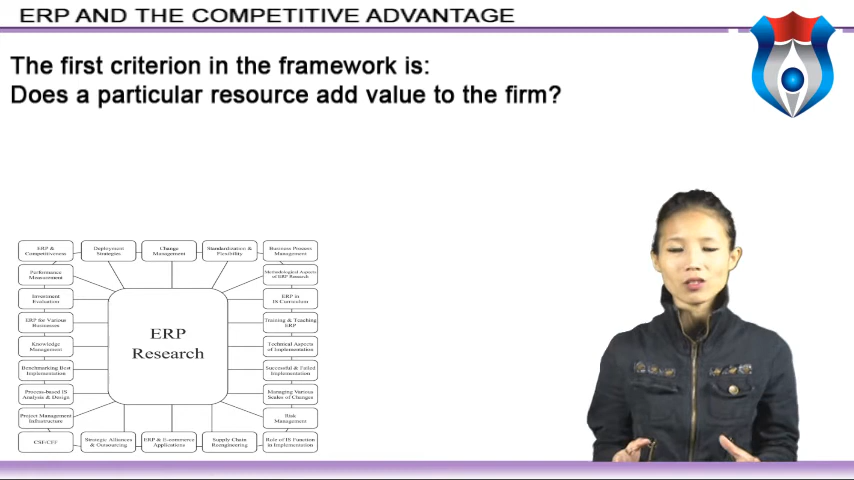 ERP AND THE COMPETITIVE ADVANTAGE
The first criterion in the framework is:
Does a particular resource add value to the firm?
ERP &
Competitiveness
Deployment
Strategies
Change
Management
Standardization &
Flexibility
Business Process
Management
Performance
Measurement
Methodological Aspects
of ERP Research
Investment
Evaluation
ERP in
IS Curriculum
ERP for Various
Businesses
Training & Teaching
ERP
ERP
Research
Knowledge
Management
Technical Aspects
of Implementation
Benchmarking Best
Implementation
Successful & Failed
Implementation
Process-based IS
Analysis & Design
Managing Various
Scales of Changes
Project Management
Infrastructure
Risk
Management
CSF-CEF
Strategic Alliances
& Outsourcing
ERP & E-commerce
Applications
Supply Chain
Reengineering
Role of IS Function
in Implementation